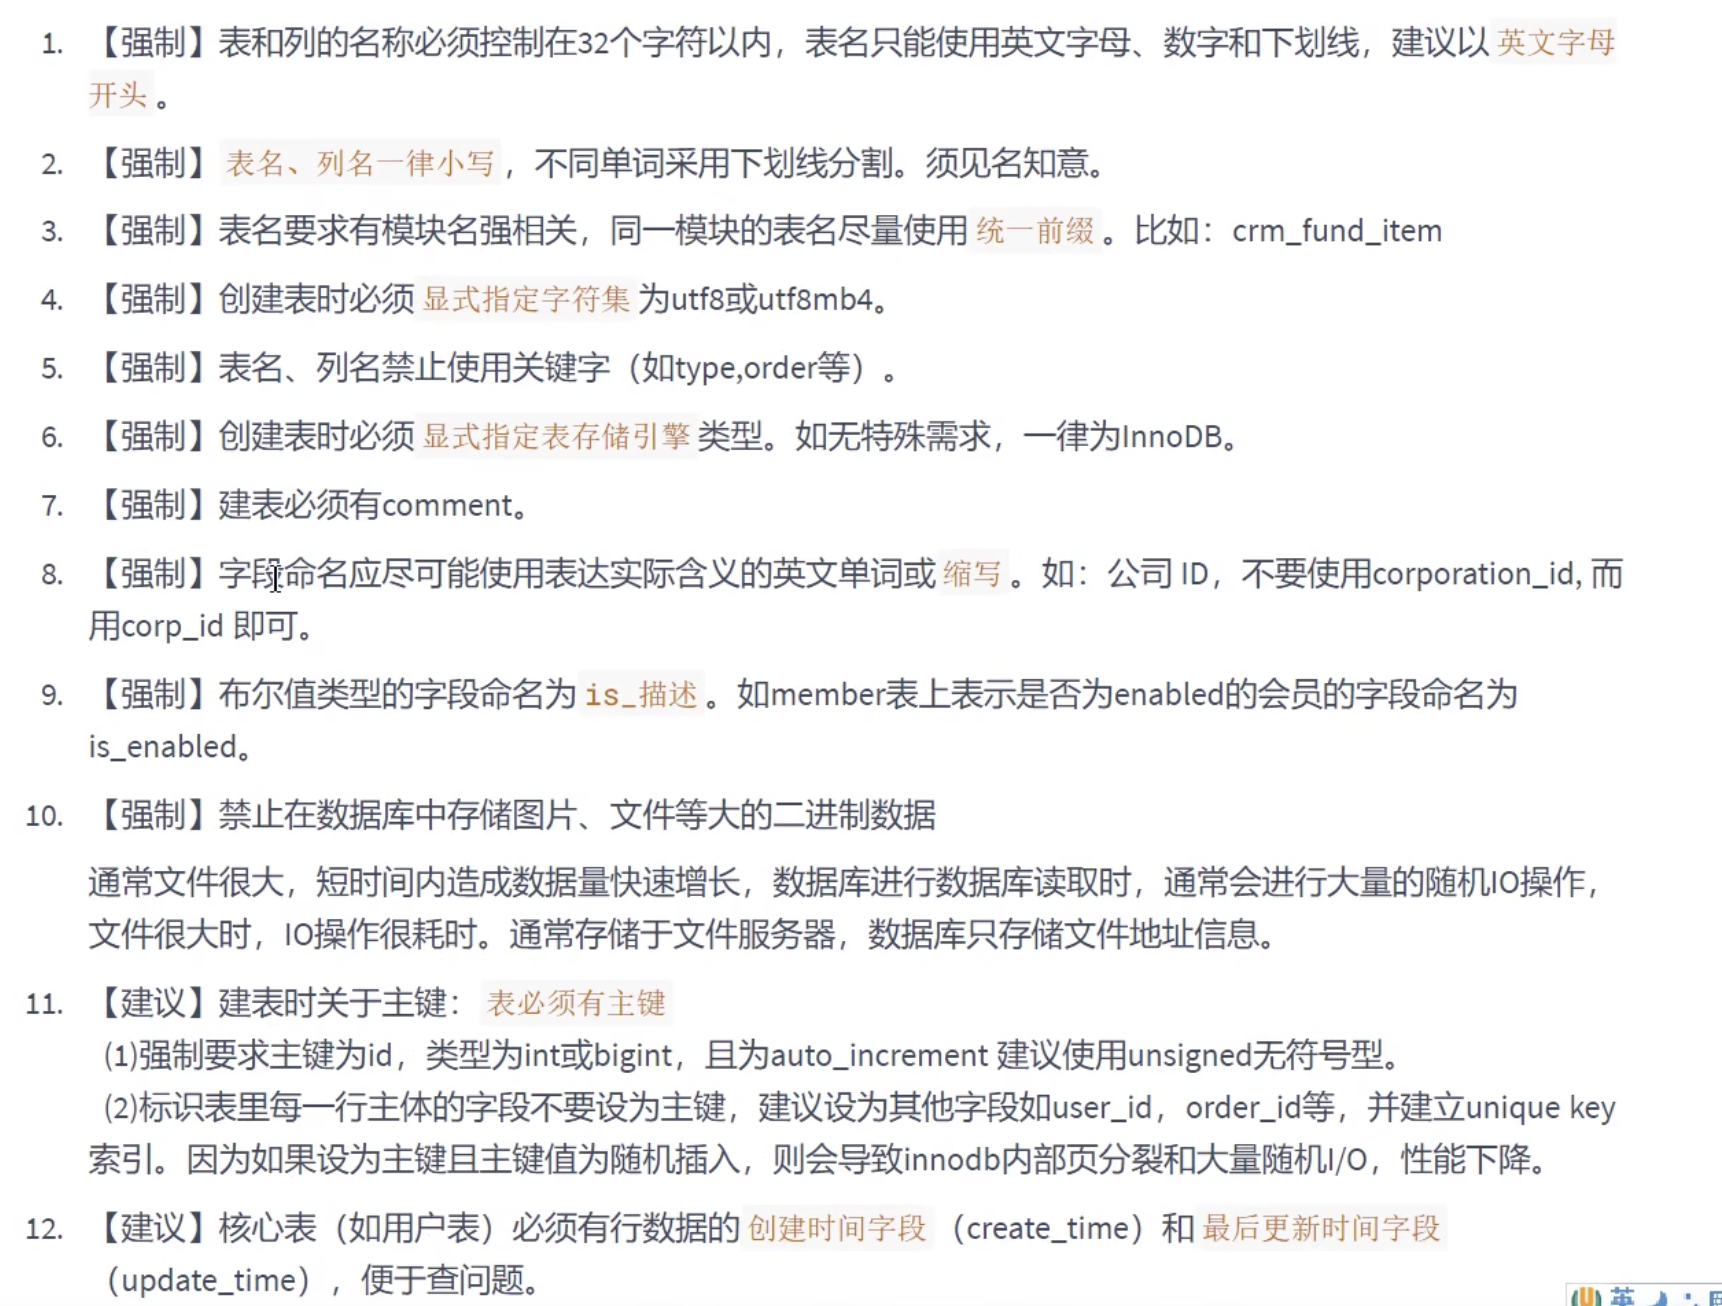 1. 【强制】表和列的名称必须控制在32个字符以内，表名只能使用英文字母、数字和下划线，建议以 英文字母
开头 。
2. 【强制】 表名、列名一律小写 ，不同单词采用下划线分割。须见名知意。
3. 【强制】表名要求有模块名强相关，同一模块的表名尽量使用 统一前缀 。比如：crm_fund_item
4. 【强制】创建表时必须 显式指定字符集 为utf8或utf8mb4。
5. 【强制】表名、列名禁止使用关键字（如type,order等）。
6. 【强制】创建表时必须 显式指定表存储引擎 类型。如无特殊需求，一律为InnoDB。
7. 【强制】建表必须有comment。
8. 【强制】字段命名应尽可能使用表达实际含义的英文单词或 缩写 。如：公司 ID，不要使用corporation_id, 而
用corp_id 即可。
9. 【强制】布尔值类型的字段命名为 is_描述 。如member表上表示是否为enabled的会员的字段命名为
is_enabled。
10. 【强制】禁止在数据库中存储图片、文件等大的二进制数据
通常文件很大，短时间内造成数据量快速增长，数据库进行数据库读取时，通常会进行大量的随机IO操作，
文件很大时，IO操作很耗时。通常存储于文件服务器，数据库只存储文件地址信息。
11. 【建议】建表时关于主键： 表必须有主键
(1)强制要求主键为id，类型为int或bigint，且为auto_increment 建议使用unsigned无符号型。
(2)标识表里每一行主体的字段不要设为主键，建议设为其他字段如user_id，order_id等，并建立unique key
索引。因为如果设为主键且主键值为随机插入，则会导致innodb内部页分裂和大量随机I/O，性能下降。
12. 【建议】核心表（如用户表）必须有行数据的 创建时间字段 （create_time）和 最后更新时间字段
（update_time），便于查问题。
英